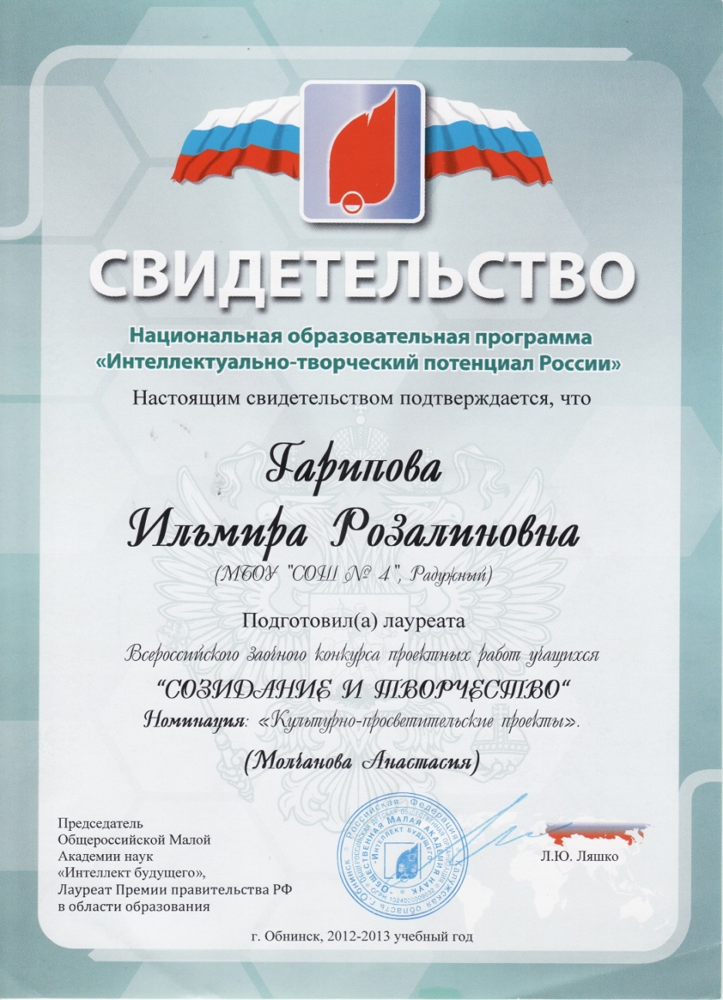 СВИДЕТЕЛЬСТВО
Национальная образовательная программа
«Интеллектуально-творческий потенциал России»
Настоящим свидетельством подтверждается, что
Гарипова
Ильмира Розалиновна
(МБОУ "СОШ № 4", Радужный)
Подготовил(а) лауреата
Всероссийского заочного конкурса проектных работ учащихся
"СОЗИДАНИЕ И ТВОРЧЕСТВО"
Номинация: «Культурно-просветительские проекты».
(Молчанова Анастасия)
Председатель
Общероссийской Малой
Академии наук
«Интеллект будущего»,
Лауреат Премии правительства РФ
в области образования
Российская Федерация * Калужская область г. Обнинск *
Общественная Малая академия наук
"Интеллект будущего"
Л.Ю. Ляшко
г. Обнинск, 2012-2013 учебный год